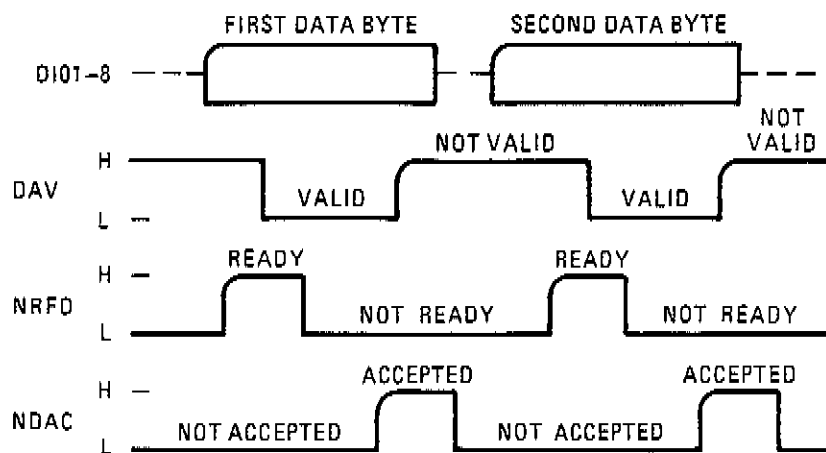 FIRST DATA BYTE SECOND DATA BYTE
DIO1-8
NOT
H NOT VALID VALID
DAV
L VALID VALID
READY READY
H
NRFD
L NOT READY NOT READY
ACCEPTED ACCEPTED
H
NDAC
L NOT ACCEPTED NOT ACCEPTED